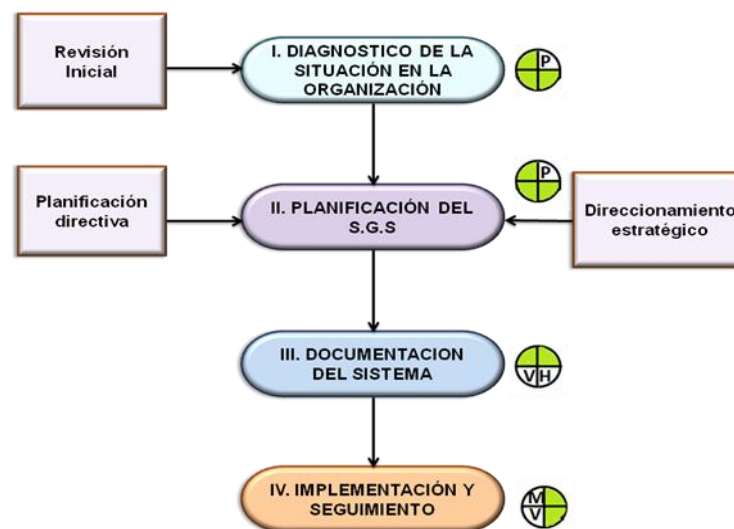 Revisión
Inicial
I. DIAGNOSTICO DE LA
SITUACIÓN EN LA
ORGANIZACIÓN
P
Planificación
directiva
II. PLANIFICACIÓN DEL
S.G.S
P
Direccionamiento
estratégico
III. DOCUMENTACION
DEL SISTEMA
V H
IV. IMPLEMENTACIÓN Y
SEGUIMIENTO
M
V